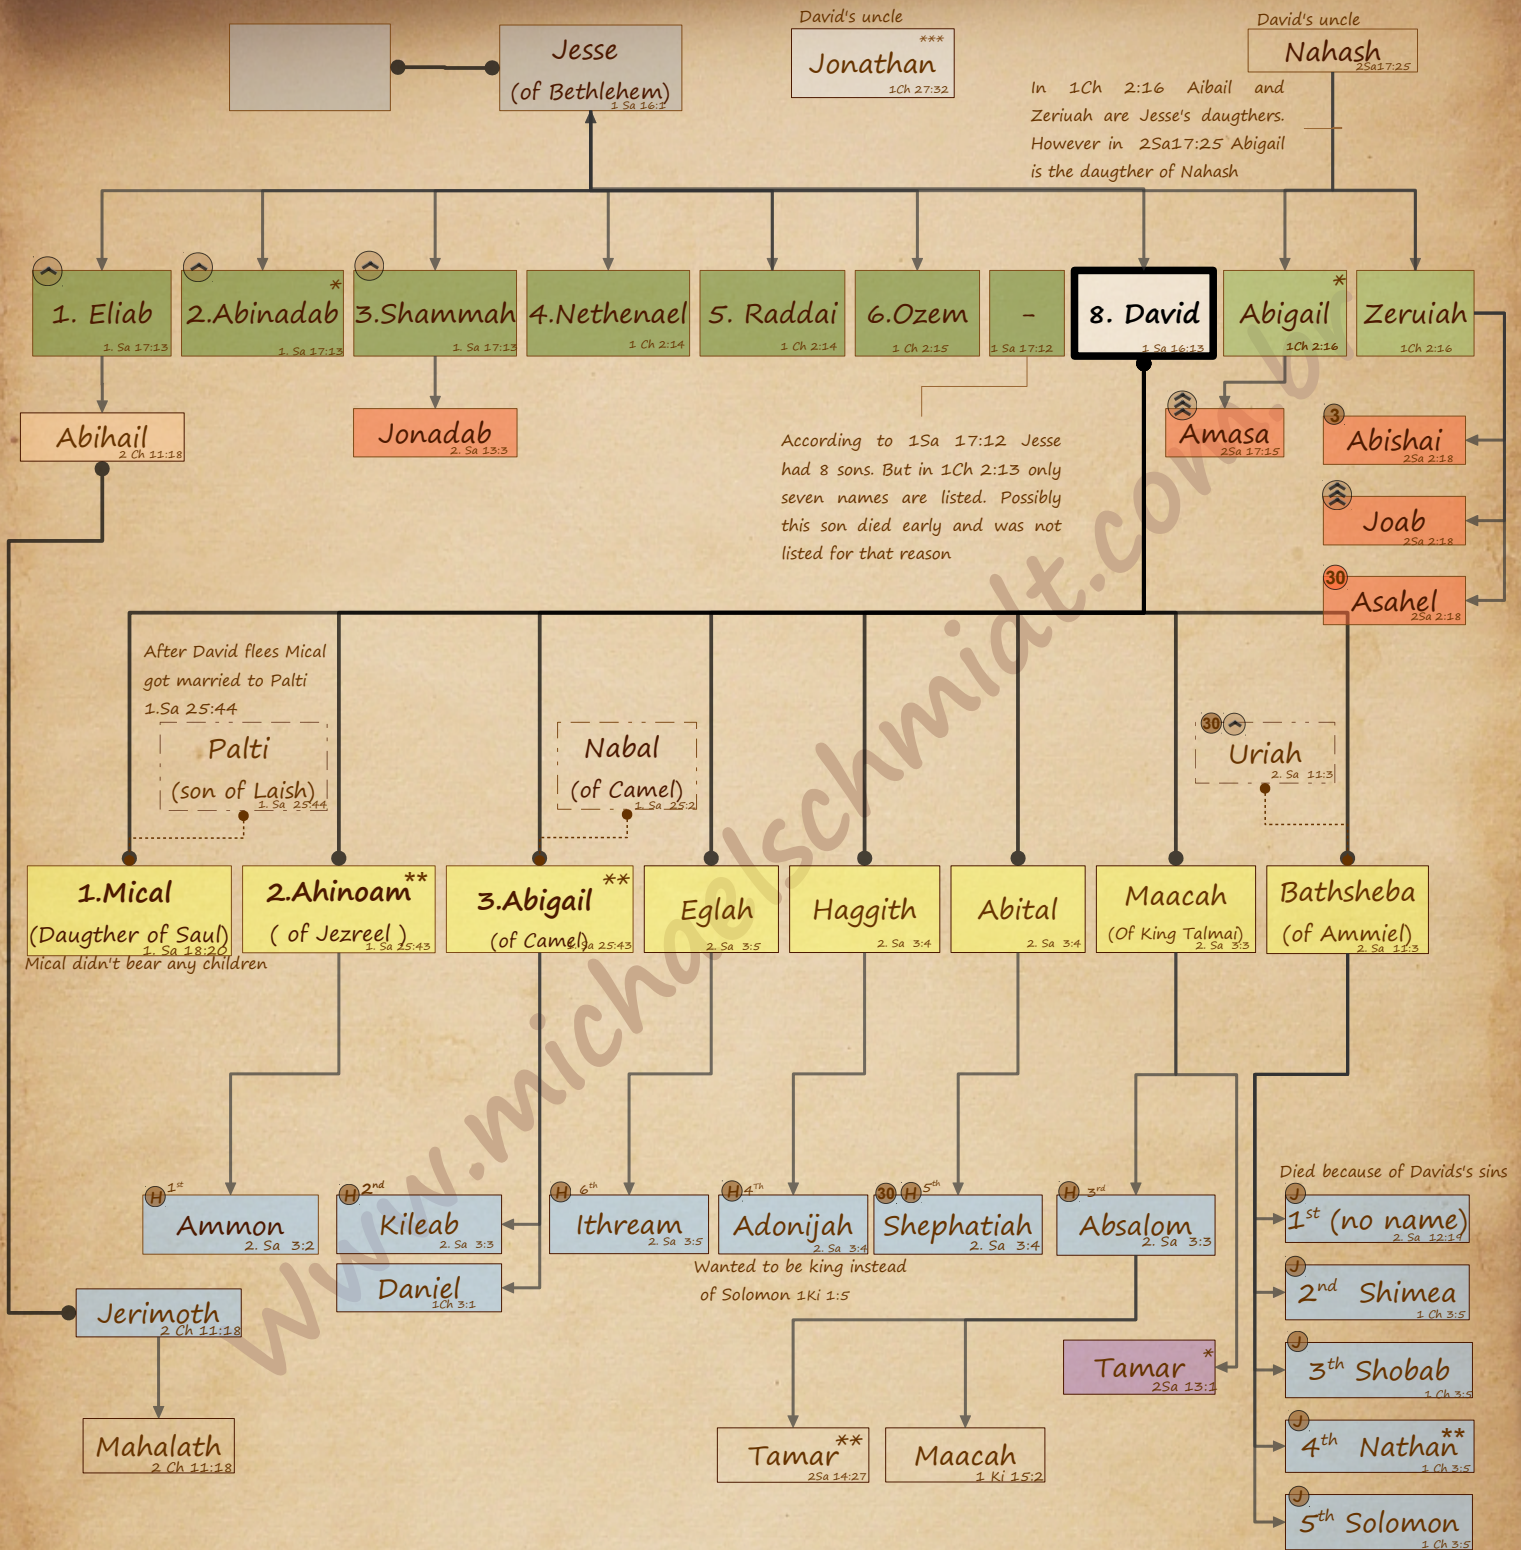 David's uncle
David's uncle
Jesse
(of Bethlehem)
1 Sa 16:1
***
Jonathan
1Ch 27:32
Nahash
2Sa17:25
In 1Ch 2:16 Aibail and
Zeriuah are Jesse's daugthers.
However in 2Sa17:25 Abigail
is the daugther of Nahash
1. Eliab
1. Sa 17:13
*
2.Abinadab
1. Sa 17:13
3.Shammah
1. Sa 17:13
4.Nethenael
1 Ch 2:14
5. Raddai
1 Ch 2:14
6.Ozem
1 Ch 2:15
-
1 Sa 17:12
8. David
1 Sa 16:13
*
Abigail
1Ch 2:16
Zeruiah
1Ch 2:16
Abihail
2 Ch 11:18
Jonadab
2. Sa 13:3
Amasa
2Sa 17:15
3
Abishai
2Sa 2:18
Joab
2Sa 2:18
30
Asahel
2Sa 2:18
According to 1Sa 17:12 Jesse
had 8 sons. But in 1Ch 2:13 only
seven names are listed. Possibly
this son died early and was not
listed for that reason
After David flees Mical
got married to Palti
1.Sa 25:44
Palti
(son of Laish)
1. Sa 25:44
Nabal
(of Camel)
1. Sa 25:2
30
Uriah
2. Sa 11:3
1.Mical
(Daugther of Saul)
1. Sa 18:20
Mical didn't bear any children
2.Ahinoam**
( of Jezreel )
1. Sa 25:43
**
3.Abigail
(of Camel)
1. Sa 25:43
Eglah
2. Sa 3:5
Haggith
2. Sa 3:4
Abital
2. Sa 3:4
Maacah
(Of King Talmai)
2. Sa 3:3
Bathsheba
(of Ammiel)
2. Sa 11:3
H 1st
Ammon
2. Sa 3:2
H 2nd
Kileab
2. Sa 3:3
Daniel
1Ch 3:1
H 6th
Ithream
2. Sa 3:5
H 4Th
Adonijah
2. Sa 3:4
Wanted to be king instead
of Solomon 1Ki 1:5
30 H 5th
Shephatiah
2. Sa 3:4
H 3rd
Absalom
2. Sa 3:3
Died because of Davids's sins
J
1st (no name)
2. Sa 12:19
J
2nd Shimea
1 Ch 3:5
J
3th Shobab
1 Ch 3:5
J
4th Nathan**
1 Ch 3:5
J
5th Solomon
1 Ch 3:5
Jerimoth
2 Ch 11:18
Mahalath
2 Ch 11:18
*
Tamar
2Sa 13:1
**
Tamar
2Sa 14:27
Maacah
1 Ki 15:2
www.michaelschmidt.com.br